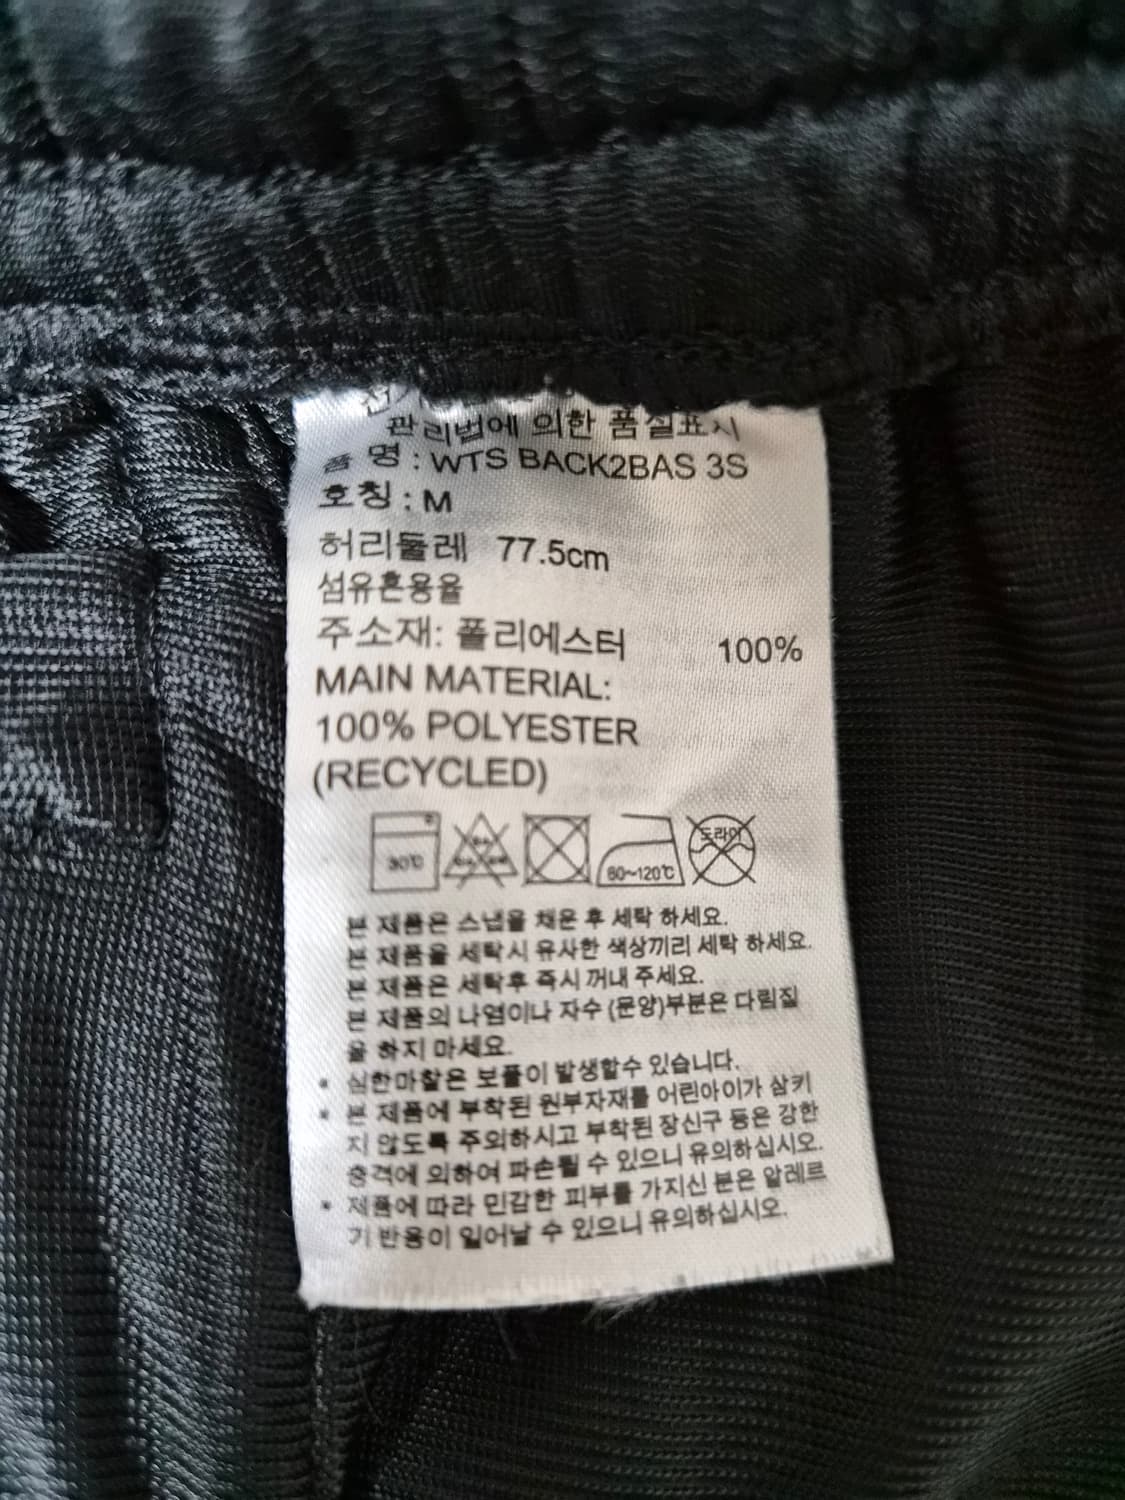 관리법에 의한 품질표시
품 명 : WTS BACK2BAS 3S
호칭 : M
허리둘레 77.5cm
섬유혼용율
주소재: 폴리에스터 100%
MAIN MATERIAL:
100% POLYESTER
(RECYCLED)
30℃ 80~120℃ 드라이
본 제품은 스냅을 채운 후 세탁 하세요.
본 제품을 세탁시 유사한 색상끼리 세탁 하세요.
본 제품은 세탁후 즉시 꺼내 주세요.
본 제품의 나염이나 자수 (문양)부분은 다림질
을 하지 마세요.
* 심한마찰은 보풀이 발생할수 있습니다.
* 본 제품에 부착된 원부자재를 어린아이가 삼키
지 않도록 주의하시고 부착된 장신구 등은 강한
충격에 의하여 파손될 수 있으니 유의하십시오.
* 제품에 따라 민감한 피부를 가지신 분은 알레르
기 반응이 일어날 수 있으니 유의하십시오.